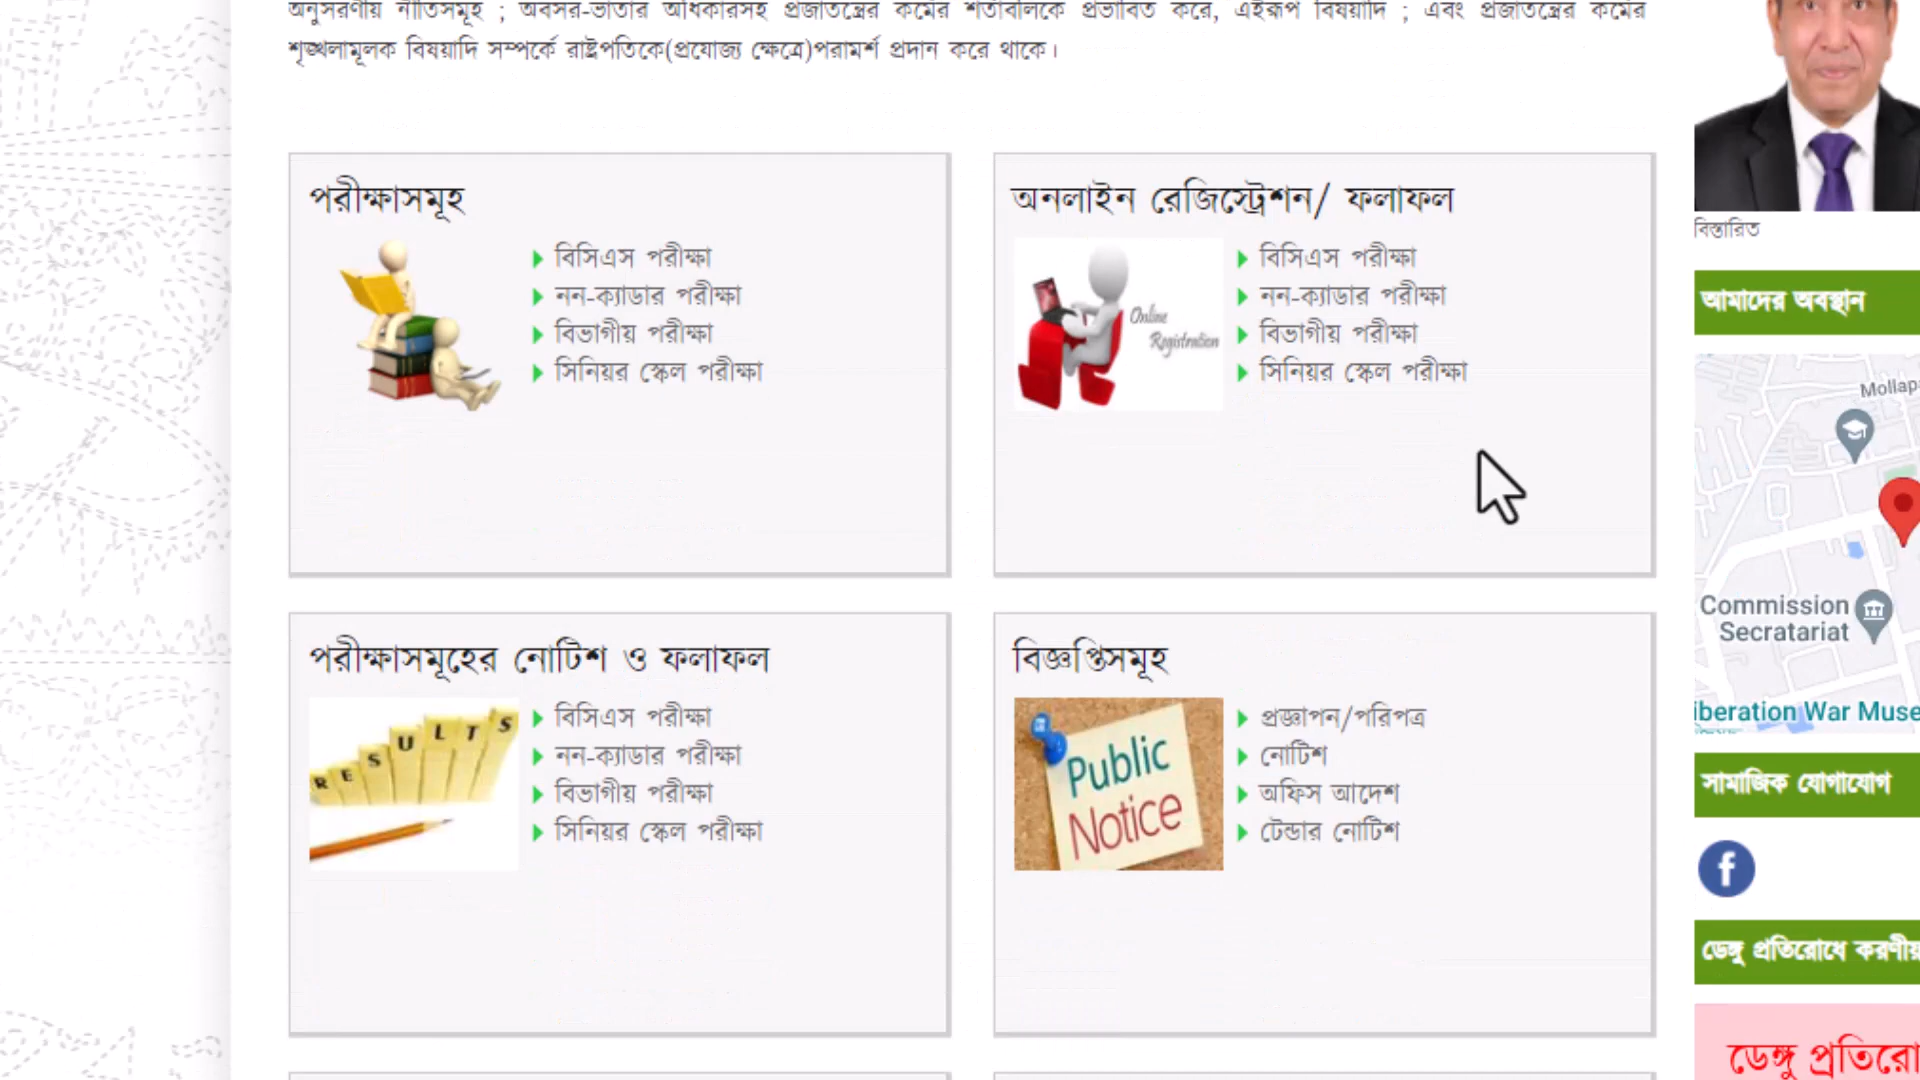 অনুসরণীয় নীতিসমূহ ; অবসর-ভাতার অধিকারসহ প্রজাতন্ত্রের কর্মের শর্তাবলিকে প্রভাবিত করে, এইরূপ বিষয়াদি ; এবং প্রজাতন্ত্রের কর্মের
শৃঙ্খলামূলক বিষয়াদি সম্পর্কে রাষ্ট্রপতিকে(প্রযোজ্য ক্ষেত্রে)পরামর্শ প্রদান করে থাকে।
পরীক্ষাসমূহ
বিসিএস পরীক্ষা
নন-ক্যাডার পরীক্ষা
বিভাগীয় পরীক্ষা
সিনিয়র স্কেল পরীক্ষা
অনলাইন রেজিস্ট্রেশন/ ফলাফল
Online
Registration
বিসিএস পরীক্ষা
নন-ক্যাডার পরীক্ষা
বিভাগীয় পরীক্ষা
সিনিয়র স্কেল পরীক্ষা
পরীক্ষাসমূহের নোটিশ ও ফলাফল
RESULTS
বিসিএস পরীক্ষা
নন-ক্যাডার পরীক্ষা
বিভাগীয় পরীক্ষা
সিনিয়র স্কেল পরীক্ষা
বিজ্ঞপ্তিসমূহ
Public
Notice
প্রজ্ঞাপন/পরিপত্র
নোটিশ
অফিস আদেশ
টেন্ডার নোটিশ
বিস্তারিত
আমাদের অবস্থান
Mollap
Commission
Secratariat
iberation War Muse
সামাজিক যোগাযোগ
f
ডেঙ্গু প্রতিরোধে করণীয়
ডেঙ্গু প্রতিরো